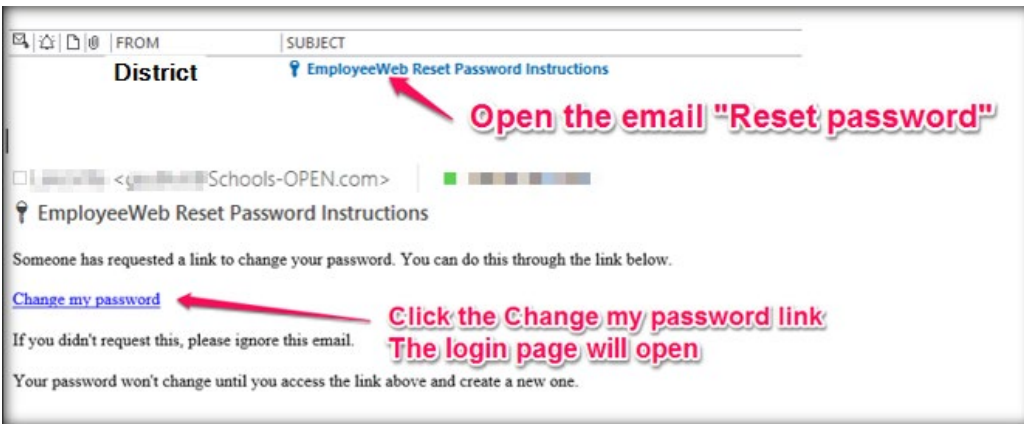 FROM SUBJECT
District EmployeeWeb Reset Password Instructions
Open the email "Reset password"
Schools-OPEN.com>
EmployeeWeb Reset Password Instructions
Someone has requested a link to change your password. You can do this through the link below.
Change my password
Click the Change my password link
The login page will open
If you didn't request this, please ignore this email.
Your password won't change until you access the link above and create a new one.